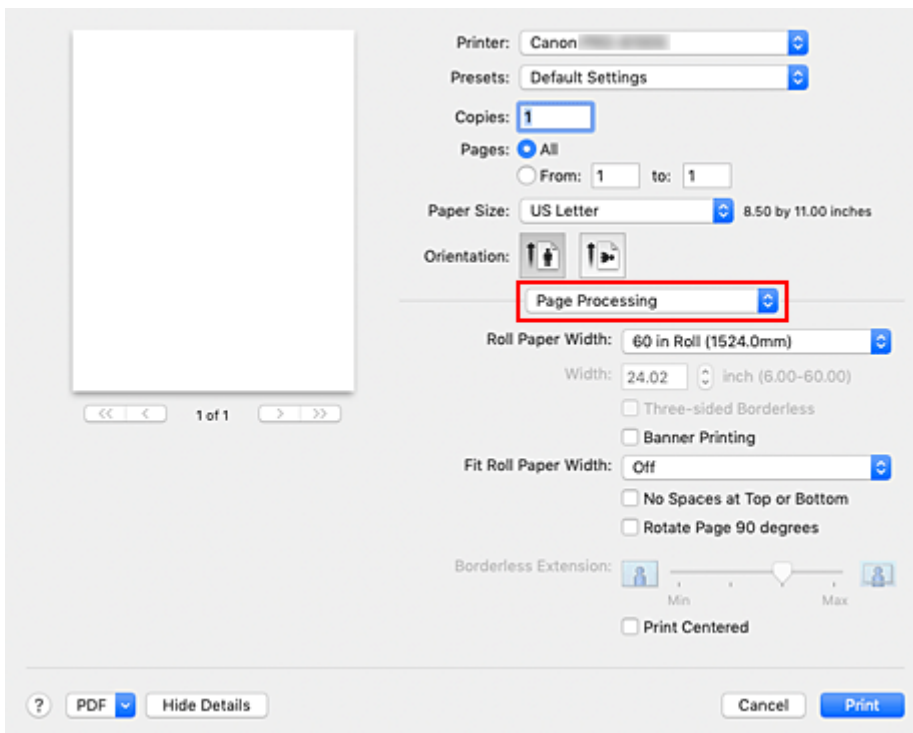 Printer: Canon
Presets: Default Settings
Copies: 1
Pages: All
From: 1 to: 1
Paper Size: US Letter 8.50 by 11.00 inches
Orientation:
Page Processing
Roll Paper Width: 60 in Roll (1524.0mm)
Width: 24.02 inch (6.00-60.00)
Three-sided Borderless
<< < 1 of 1 > >>
Banner Printing
Fit Roll Paper Width: Off
No Spaces at Top or Bottom
Rotate Page 90 degrees
Borderless Extension:
Min Max
Print Centered
? PDF Hide Details Cancel Print